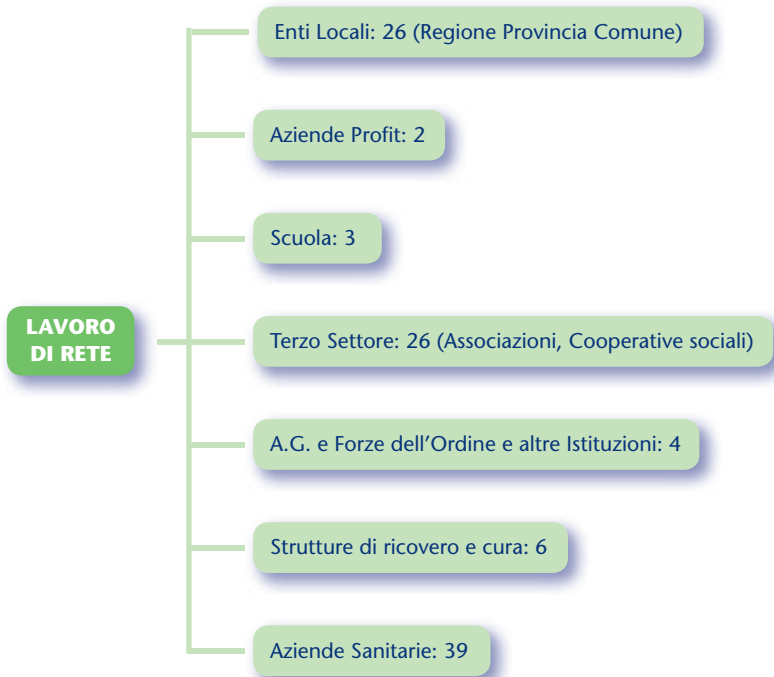 Enti Locali: 26 (Regione Provincia Comune)
Aziende Profit: 2
Scuola: 3
LAVORO
DI RETE
Terzo Settore: 26 (Associazioni, Cooperative sociali)
A.G. e Forze dell’Ordine e altre Istituzioni: 4
Strutture di ricovero e cura: 6
Aziende Sanitarie: 39